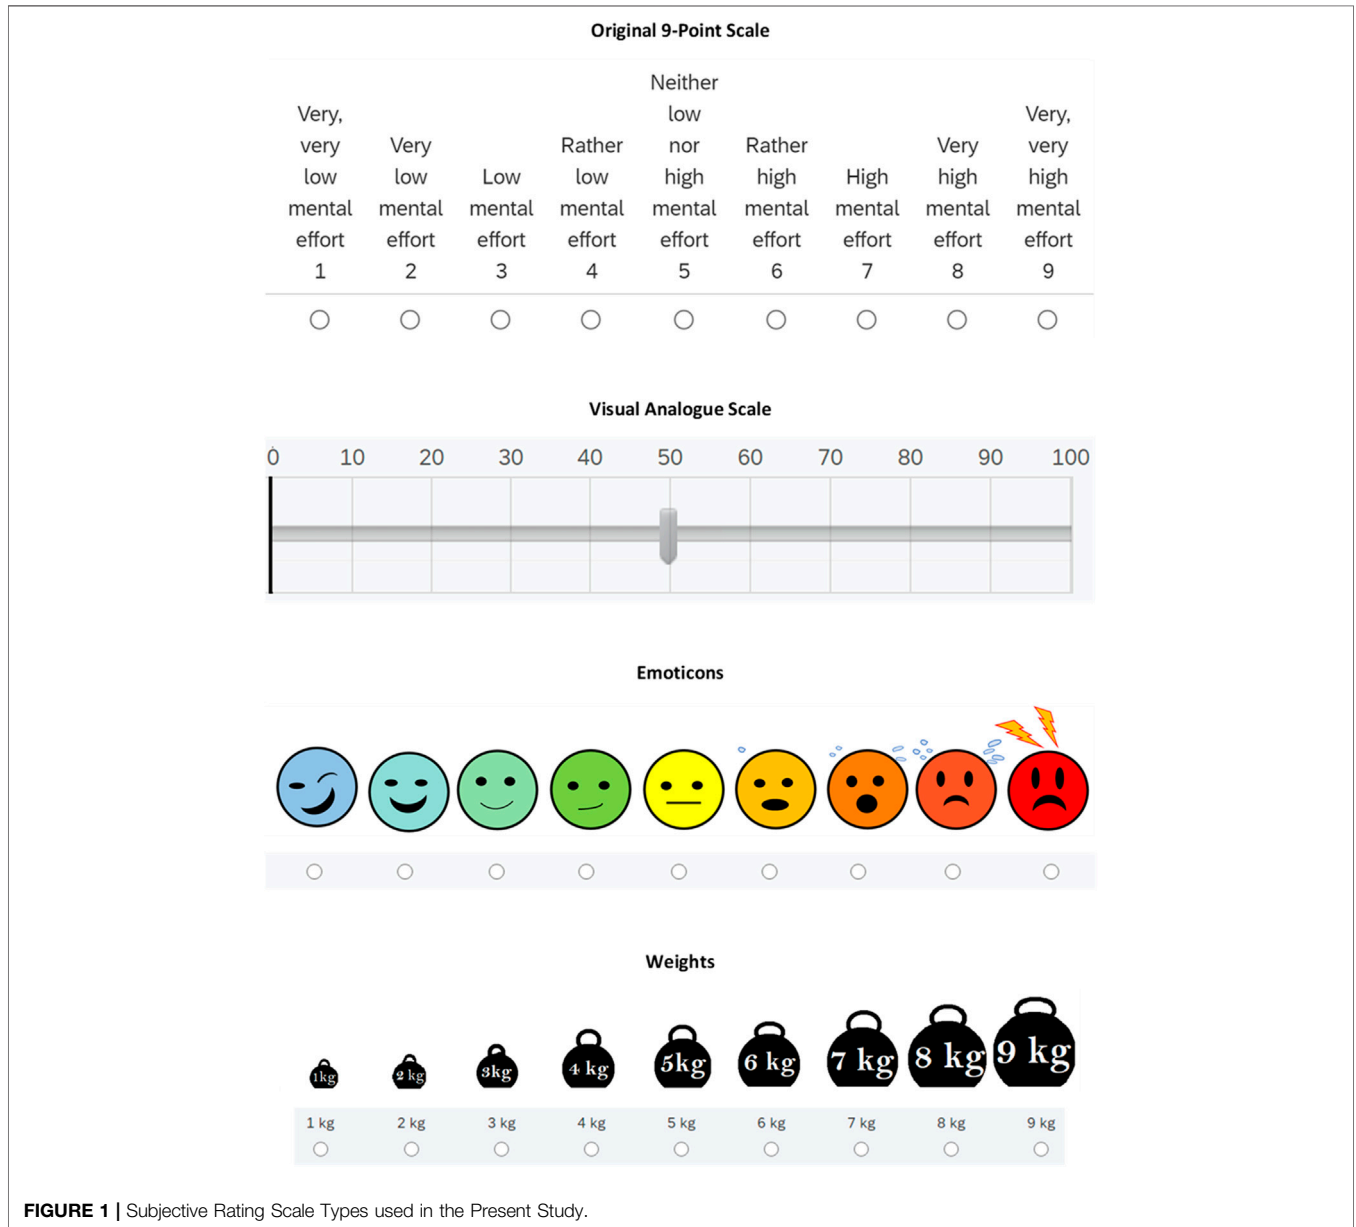 Original 9-Point Scale
Very, very low mental effort 1
Very low mental effort 2
Low mental effort 3
Rather low mental effort 4
Neither low nor high mental effort 5
Rather high mental effort 6
High mental effort 7
Very high mental effort 8
Very, very high mental effort 9
Visual Analogue Scale
0 10 20 30 40 50 60 70 80 90 100
Emoticons
Weights
1kg 2 kg 3kg 4 kg 5kg 6 kg 7 kg 8 kg 9 kg
1 kg 2 kg 3 kg 4 kg 5 kg 6 kg 7 kg 8 kg 9 kg
FIGURE 1 | Subjective Rating Scale Types used in the Present Study.